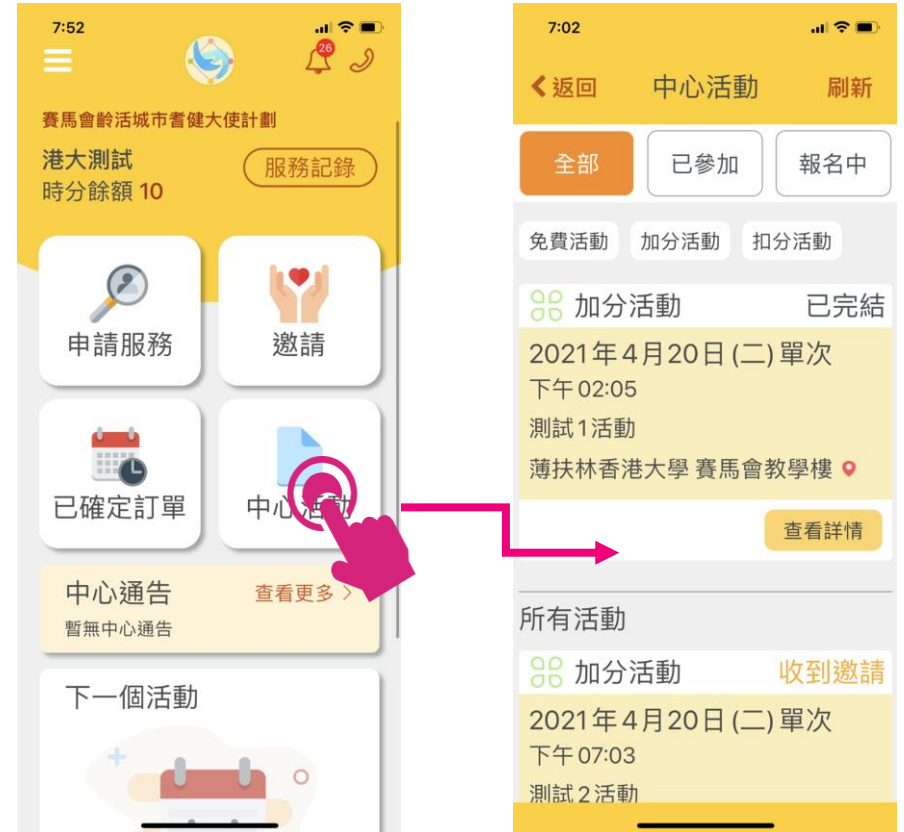 7:52
26
賽馬會齡活城市耆健大使計劃
港大測試
時分餘額 10
服務記錄
申請服務
邀請
已確定訂單
中心活動
中心通告
查看更多 >
暫無中心通告
下一個活動
7:02
返回
中心活動
刷新
全部
已參加
報名中
免費活動
加分活動
扣分活動
加分活動
已完結
2021年4月20日 (二) 單次
下午 02:05
測試1活動
薄扶林香港大學 賽馬會教學樓
查看詳情
所有活動
加分活動
收到邀請
2021年4月20日 (二) 單次
下午 07:03
測試2活動